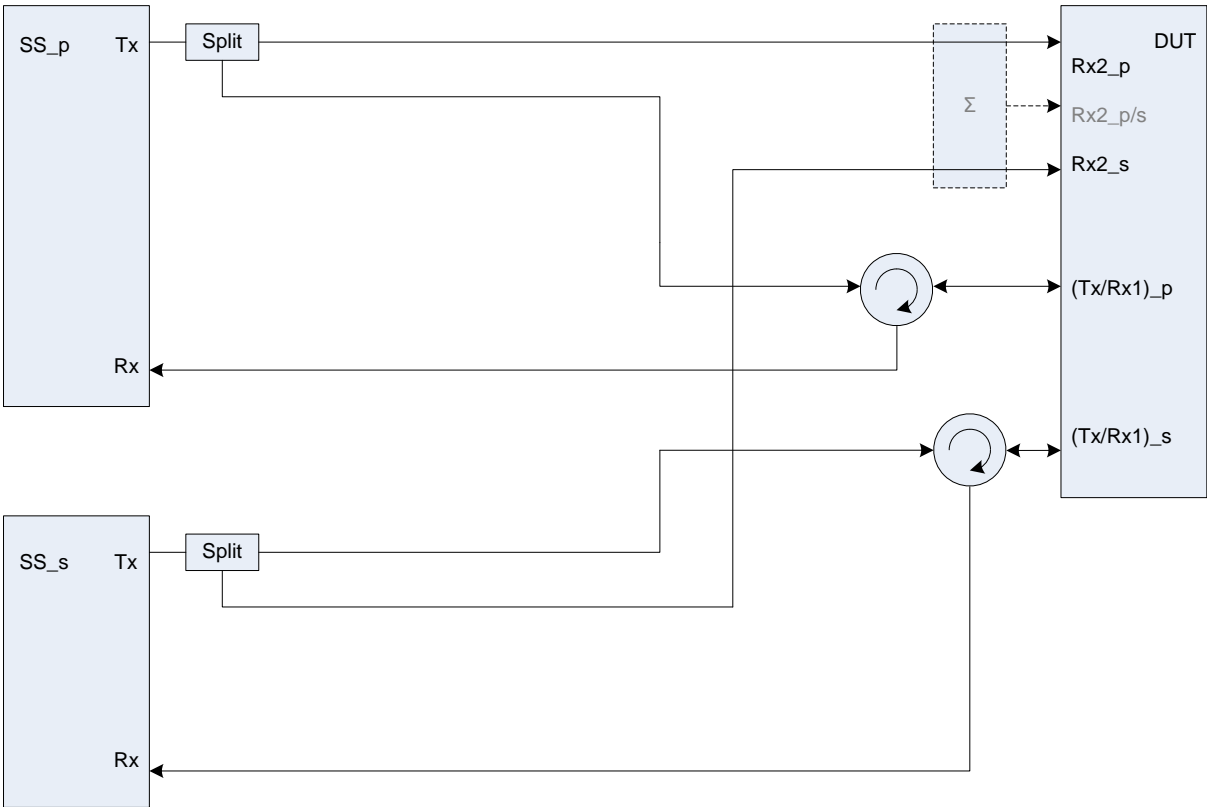 SS_p Tx
Split
DUT
Rx2_p
Σ
Rx2_p/s
Rx2_s
(Tx/Rx1)_p
Rx
(Tx/Rx1)_s
SS_s Tx
Split
Rx